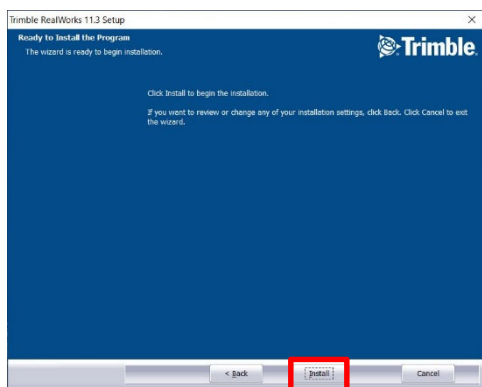 Trimble RealWorks 11.3 Setup
Ready to Install the Program
The wizard is ready to begin installation.
Trimble.
Click Install to begin the installation.
If you want to review or change any of your installation settings, click Back. Click Cancel to exit
the wizard.
< Back
Install
Cancel